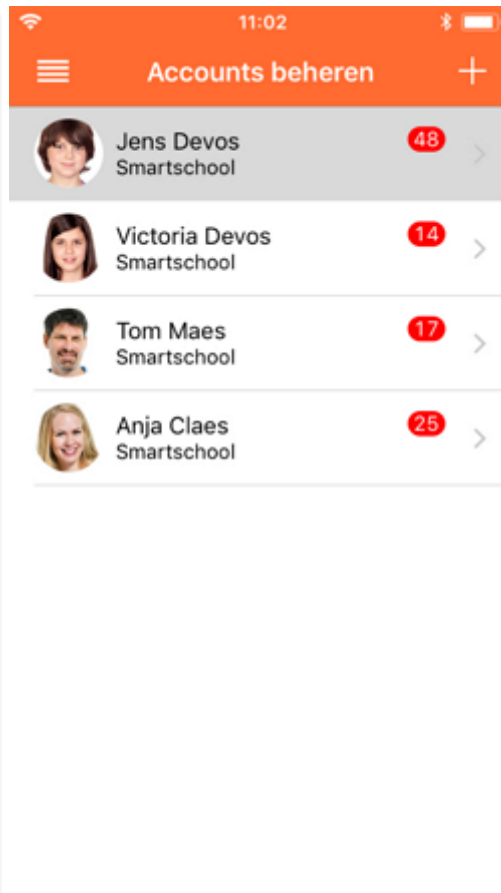 11:02
Accounts beheren
Jens Devos 48
Smartschool
Victoria Devos 14
Smartschool
Tom Maes 17
Smartschool
Anja Claes 25
Smartschool